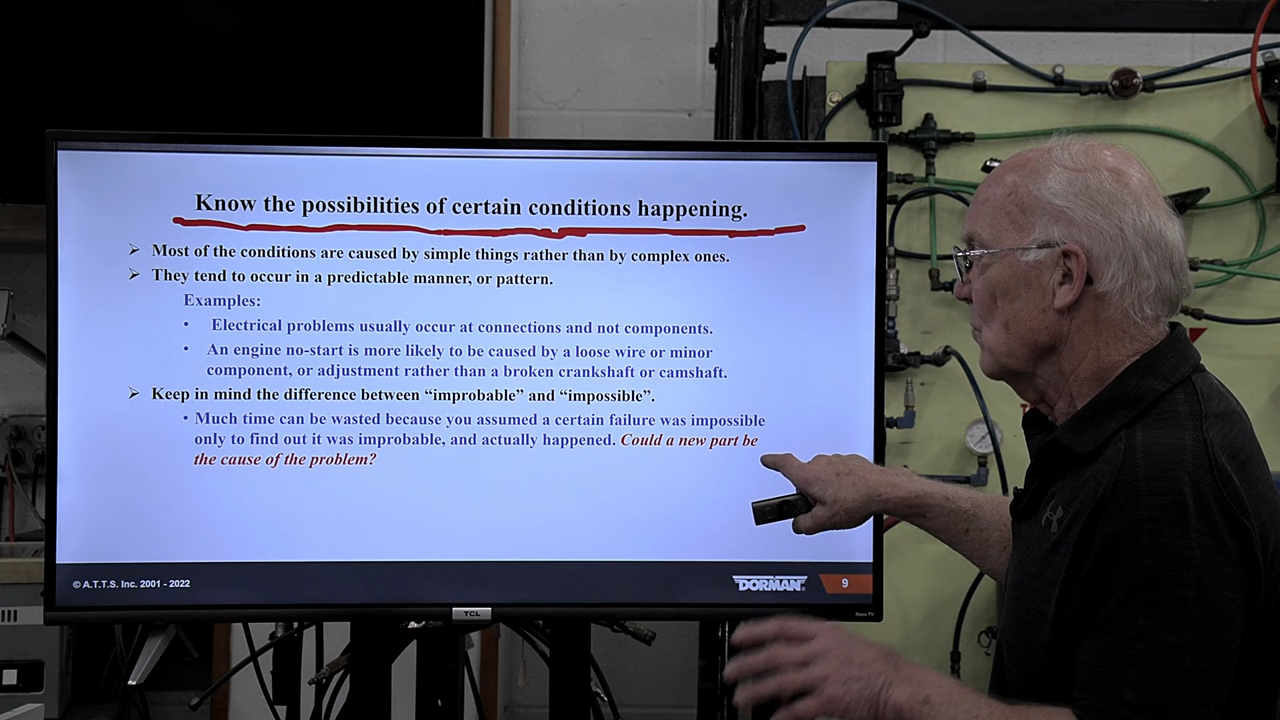 Know the possibilities of certain conditions happening.
➢ Most of the conditions are caused by simple things rather than by complex ones.
➢ They tend to occur in a predictable manner, or pattern.
Examples:
• Electrical problems usually occur at connections and not components.
• An engine no-start is more likely to be caused by a loose wire or minor
component, or adjustment rather than a broken crankshaft or camshaft.
➢ Keep in mind the difference between “improbable” and “impossible”.
• Much time can be wasted because you assumed a certain failure was impossible
only to find out it was improbable, and actually happened. Could a new part be
the cause of the problem?
© A.T.T.S. Inc. 2001 - 2022
DORMAN®
9
TCL
Roku TV